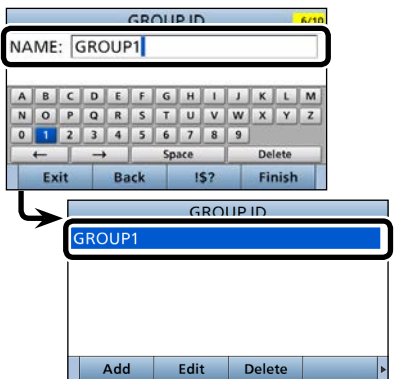 GROUP ID 6/10
NAME: GROUP1
A B C D E F G H I J K L M
N O P Q R S T U V W X Y Z
0 1 2 3 4 5 6 7 8 9
← → Space Delete
Exit Back !$? Finish
GROUP ID
GROUP1
Add Edit Delete